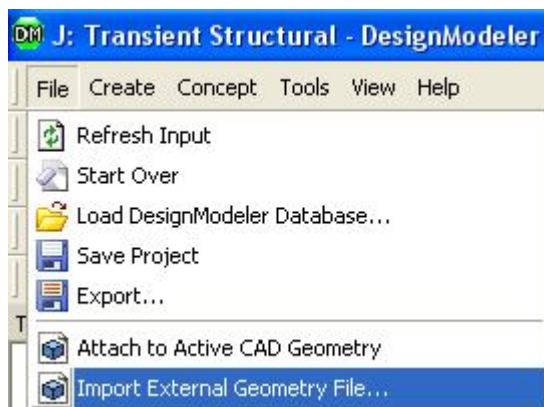 DM J: Transient Structural - DesignModeler
File Create Concept Tools View Help
Refresh Input
Start Over
Load DesignModeler Database...
Save Project
Export...
T
Attach to Active CAD Geometry
Import External Geometry File...